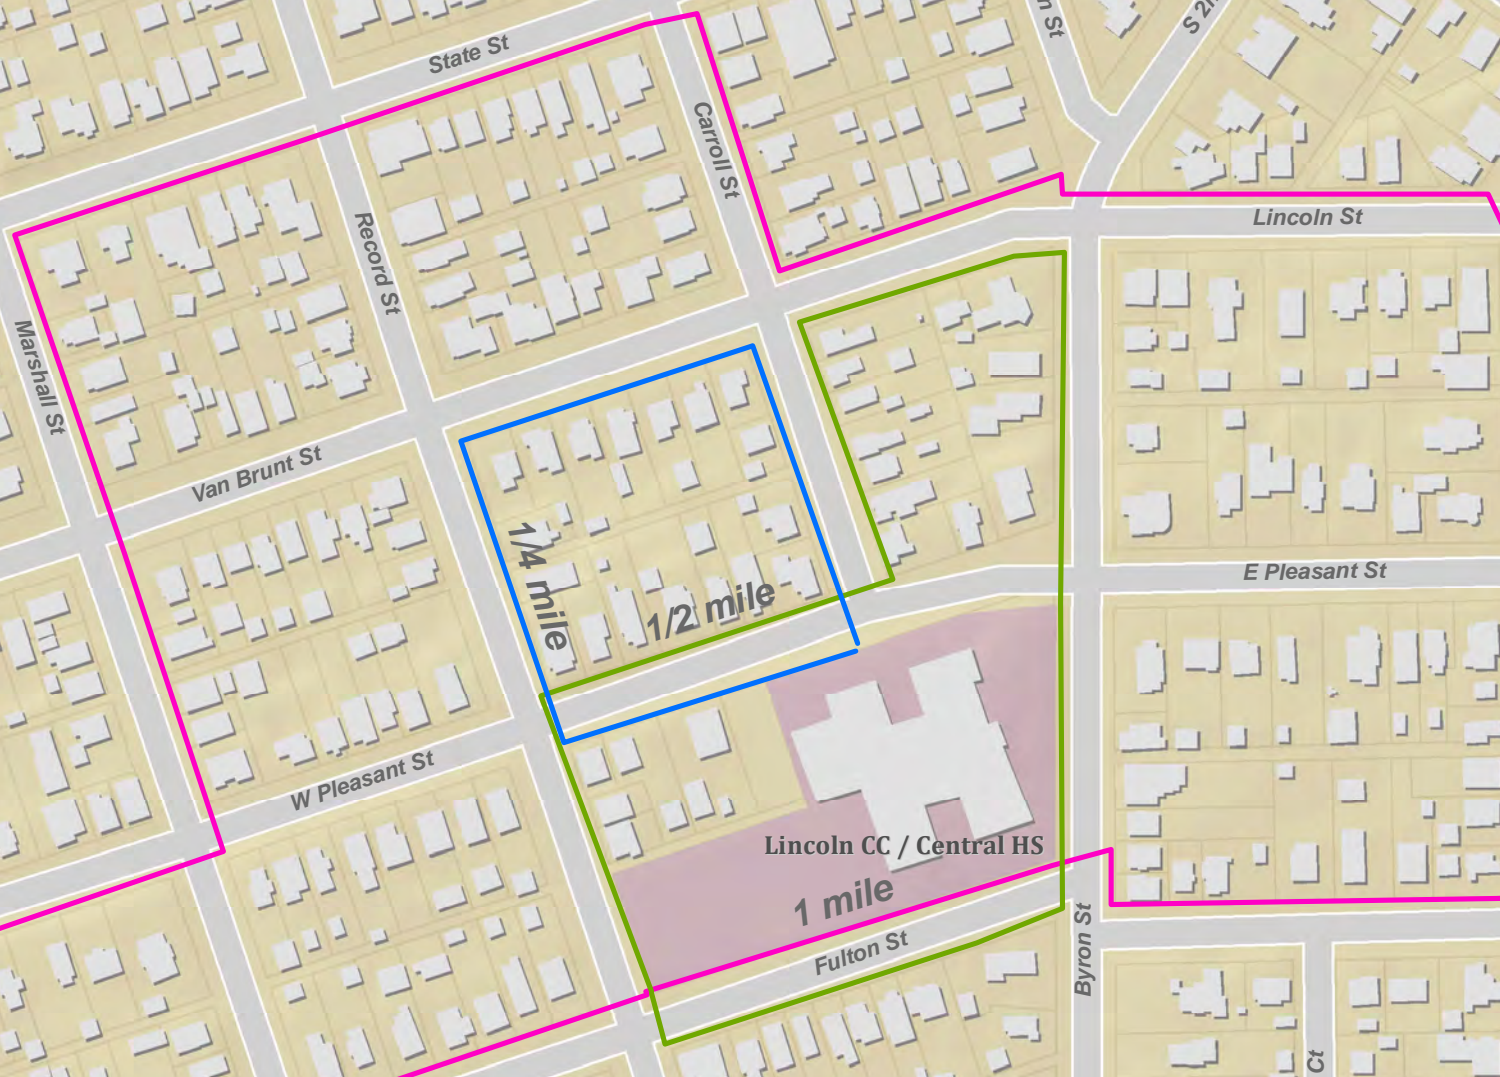 State St
Carroll St
Lincoln St
Record St
Marshall St
Van Brunt St
1/4 mile
1/2 mile
E Pleasant St
W Pleasant St
Lincoln CC / Central HS
1 mile
Fulton St
Byron St
Ct